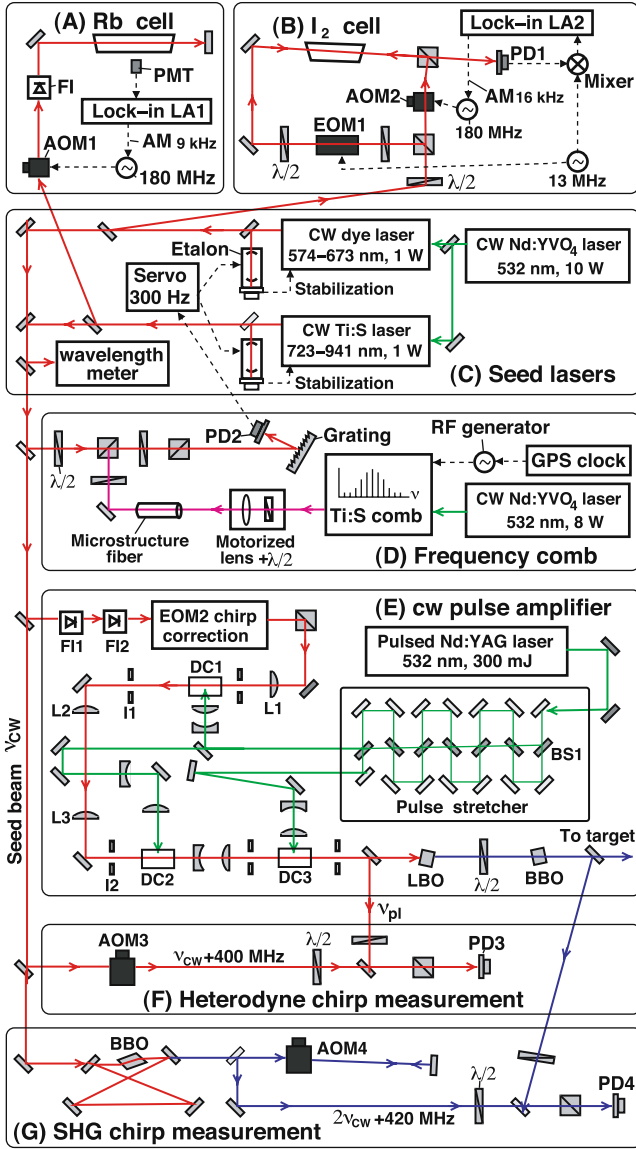 (A) Rb cell
FI
PMT
Lock–in LA1
AOM1
AM 9 kHz
180 MHz
(B) I2 cell
Lock–in LA2
PD1
AM 16 kHz
Mixer
AOM2
EOM1
180 MHz
λ/2
λ/2
13 MHz
Etalon
CW dye laser
574–673 nm, 1 W
CW Nd:YVO4 laser
532 nm, 10 W
Servo
300 Hz
Stabilization
CW Ti:S laser
723–941 nm, 1 W
wavelength
meter
Stabilization
(C) Seed lasers
PD2
Grating
RF generator
λ/2
GPS clock
ν
Ti:S comb
CW Nd:YVO4 laser
532 nm, 8 W
Microstructure
fiber
Motorized
lens +λ/2
(D) Frequency comb
Seed beam νCW
(E) cw pulse amplifier
FI1
FI2
EOM2 chirp
correction
Pulsed Nd:YAG laser
532 nm, 300 mJ
DC1
L2
I1
L1
BS1
Pulse stretcher
L3
To target
I2
DC2
DC3
LBO
λ/2
BBO
νpl
AOM3
νCW+400 MHz
λ/2
PD3
(F) Heterodyne chirp measurement
BBO
AOM4
λ/2
PD4
2νCW+420 MHz
(G) SHG chirp measurement